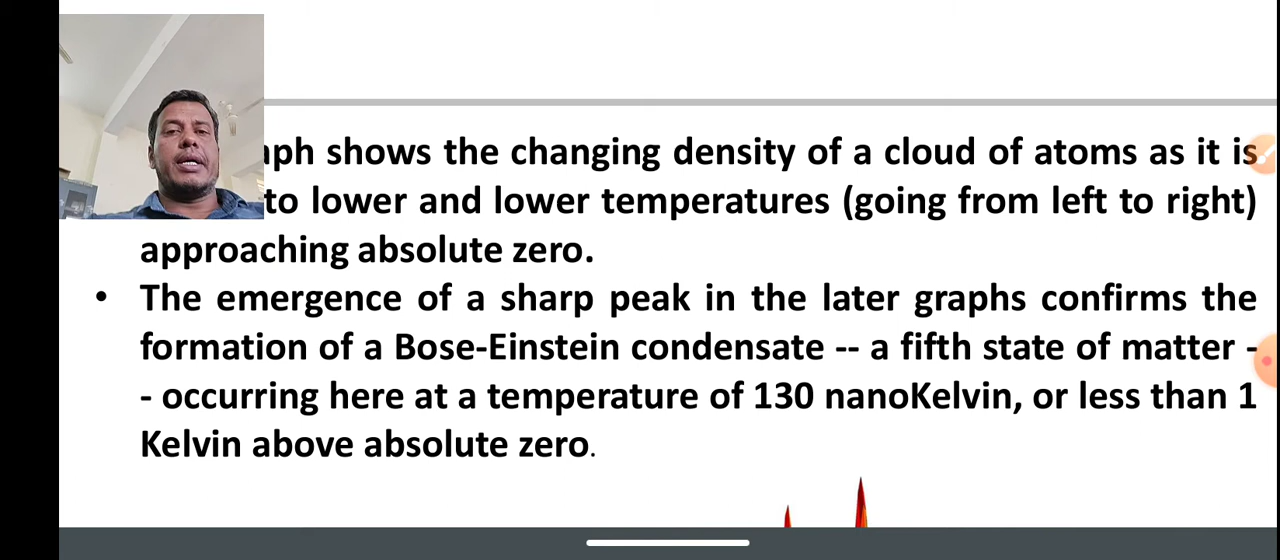 shows the changing density of a cloud of atoms as it is
to lower and lower temperatures (going from left to right)
approaching absolute zero.
• The emergence of a sharp peak in the later graphs confirms the
formation of a Bose-Einstein condensate -- a fifth state of matter -
- occurring here at a temperature of 130 nanoKelvin, or less than 1
Kelvin above absolute zero.